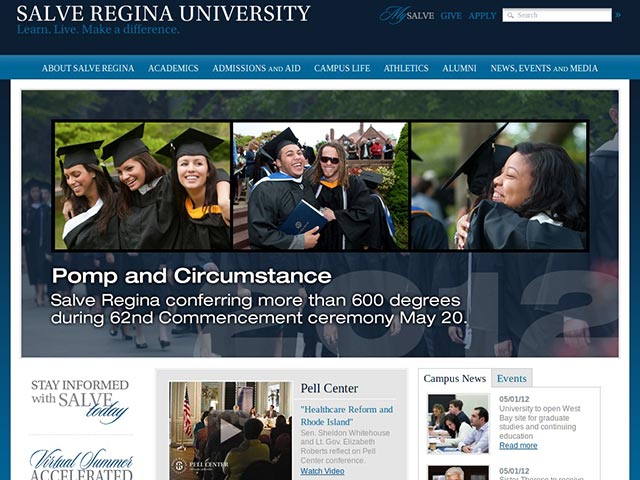 SALVE REGINA UNIVERSITY
Learn. Live. Make a difference.
My SALVE GIVE APPLY Search »
ABOUT SALVE REGINA ACADEMICS ADMISSIONS AND AID CAMPUS LIFE ATHLETICS ALUMNI NEWS, EVENTS AND MEDIA
2012
Pomp and Circumstance
Salve Regina conferring more than 600 degrees
during 62nd Commencement ceremony May 20.
STAY INFORMED
with SALVE
today
Virtual Summer
ACCELERATED
PELL CENTER
Pell Center
"Healthcare Reform and
Rhode Island"
Sen. Sheldon Whitehouse
and Lt. Gov. Elizabeth
Roberts reflect on Pell
Center conference.
Watch Video
Campus News Events
05/01/12
University to open West
Bay site for graduate
studies and continuing
education
Read more
05/01/12
Sister Therese to receive